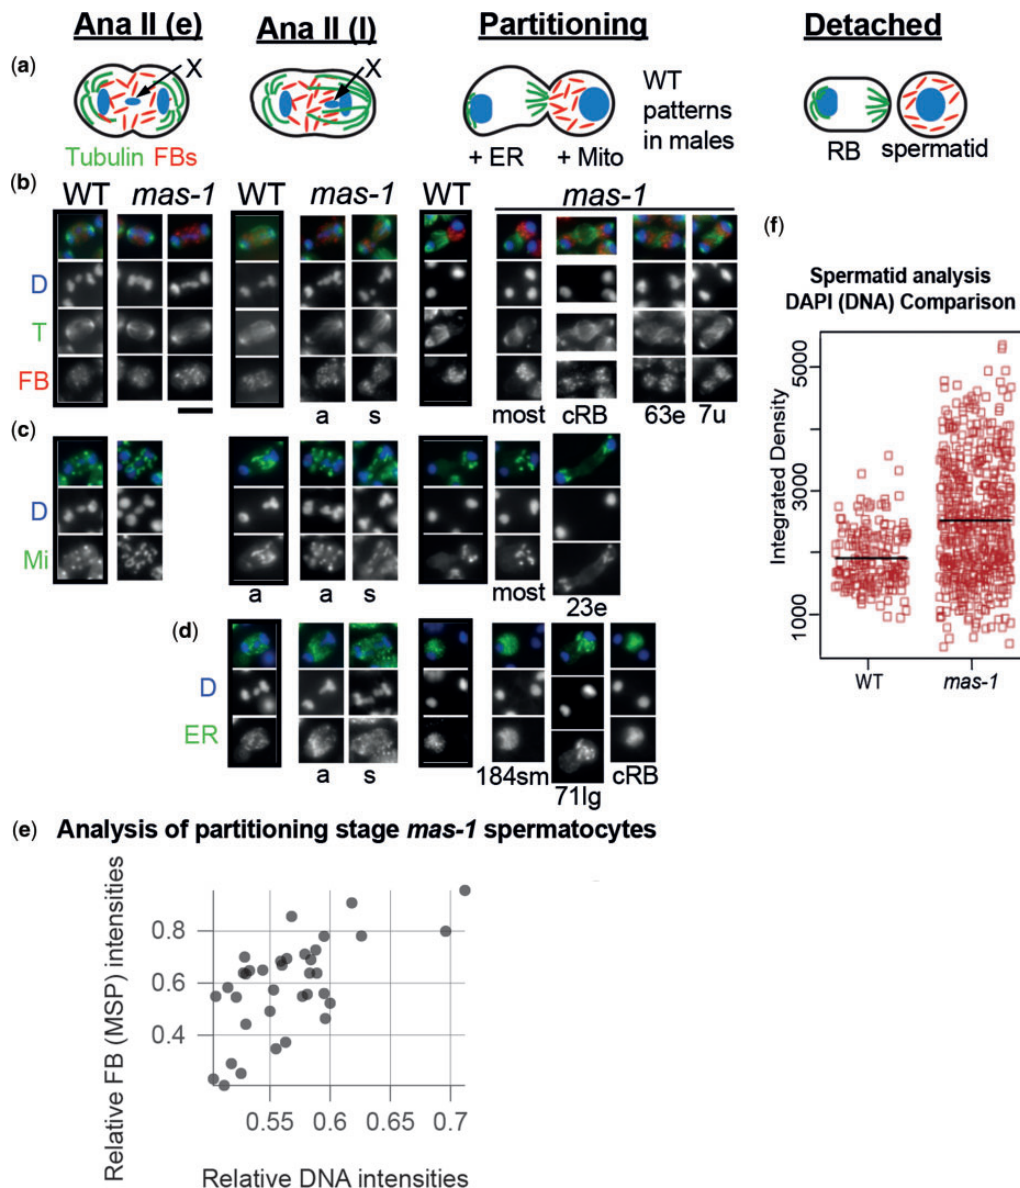 Ana II (e) Ana II (l) Partitioning Detached
(a)
X X
WT
patterns
in males
Tubulin FBs + ER + Mito RB spermatid
(b)
WT mas-1 WT mas-1 WT mas-1
D
T
FB
a s most cRB 63e 7u
(c)
D
Mi
a a s most 23e
(d)
D
ER
a s 184sm 71lg cRB
(e) Analysis of partitioning stage mas-1 spermatocytes
Relative FB (MSP) intensities
0.8
0.6
0.4
0.55 0.6 0.65 0.7
Relative DNA intensities
(f)
Spermatid analysis
DAPI (DNA) Comparison
Integrated Density
5000
3000
1000
WT mas-1